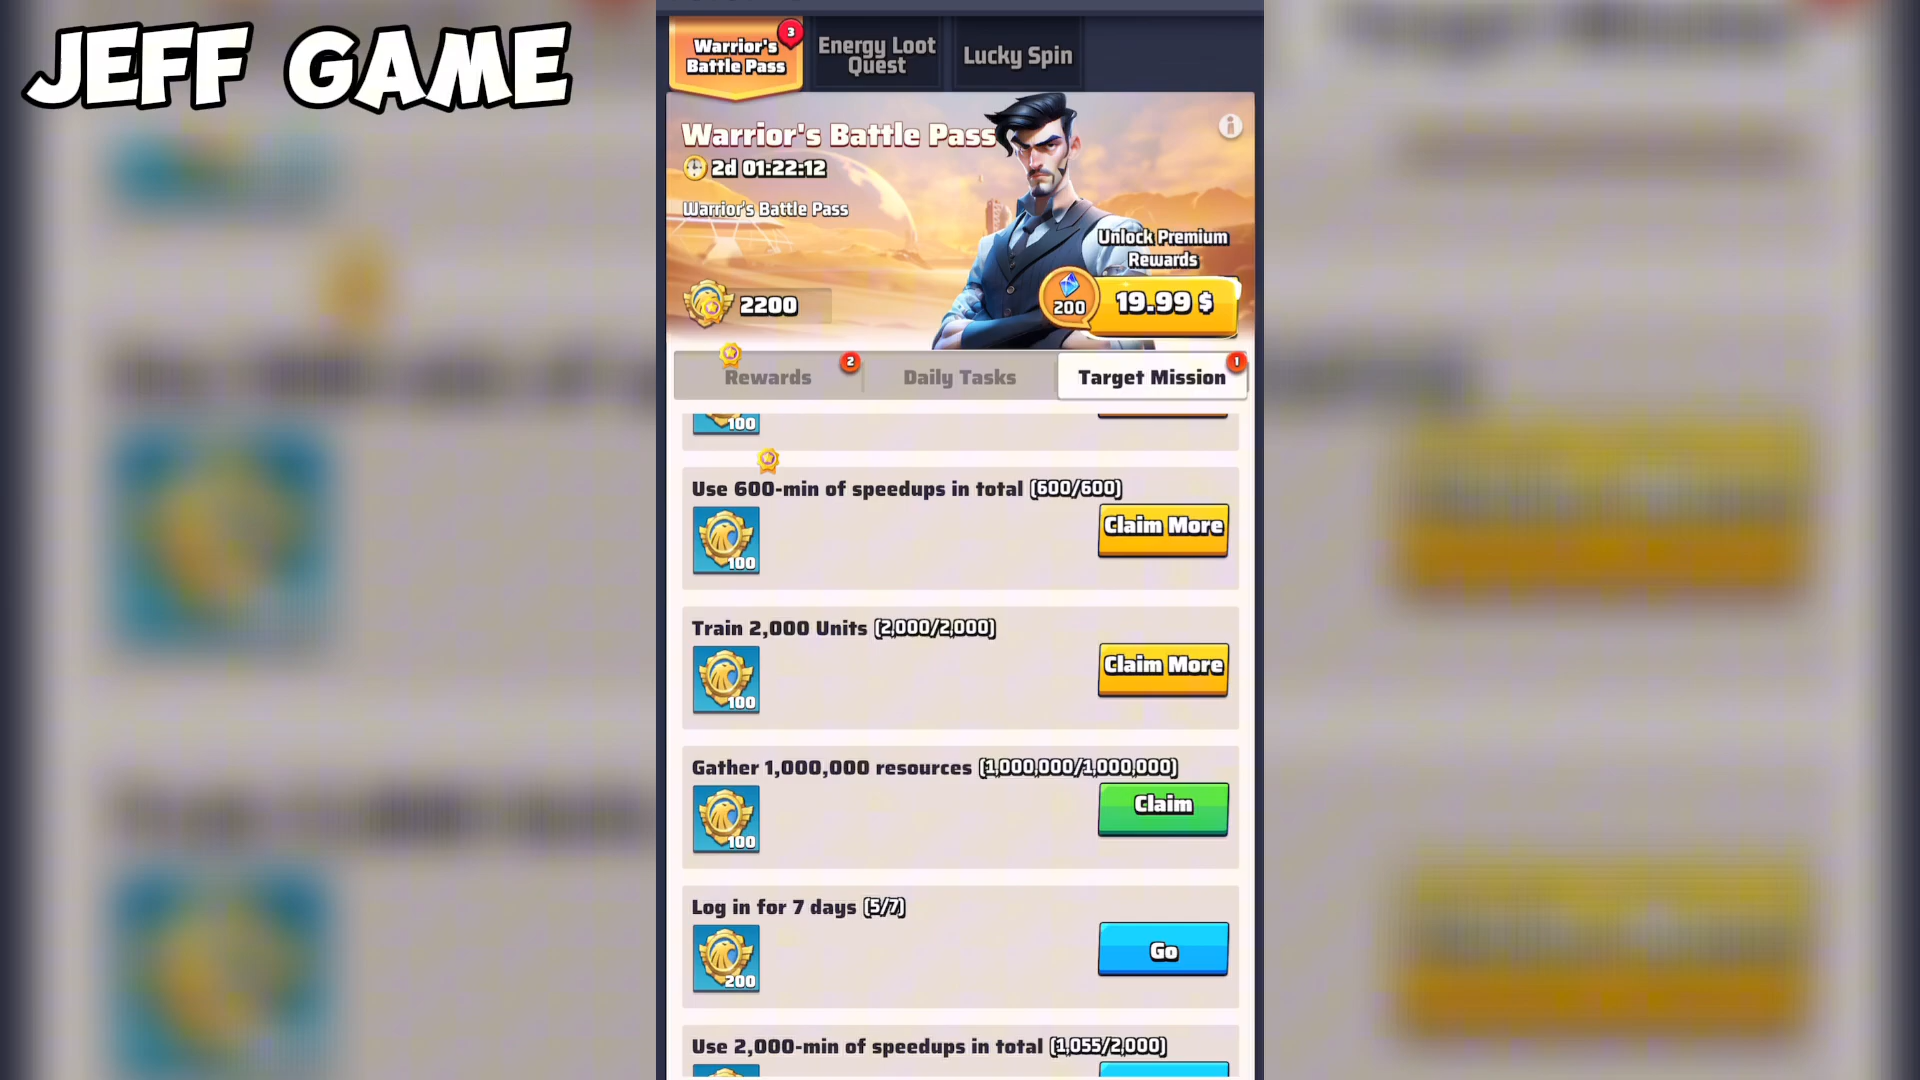 JEFF GAME
Warrior's
Battle Pass
3
Energy Loot
Quest
Lucky Spin
Warrior's Battle Pass
2d 01:22:12
Warrior's Battle Pass
Unlock Premium
Rewards
2200
200
19.99 $
Rewards
2
Daily Tasks
Target Mission
1
100
Use 600-min of speedups in total (600/600)
Claim More
100
Train 2,000 Units (2,000/2,000)
Claim More
100
Gather 1,000,000 resources (1,000,000/1,000,000)
Claim
100
Log in for 7 days (5/7)
Go
200
Use 2,000-min of speedups in total (1,055/2,000)